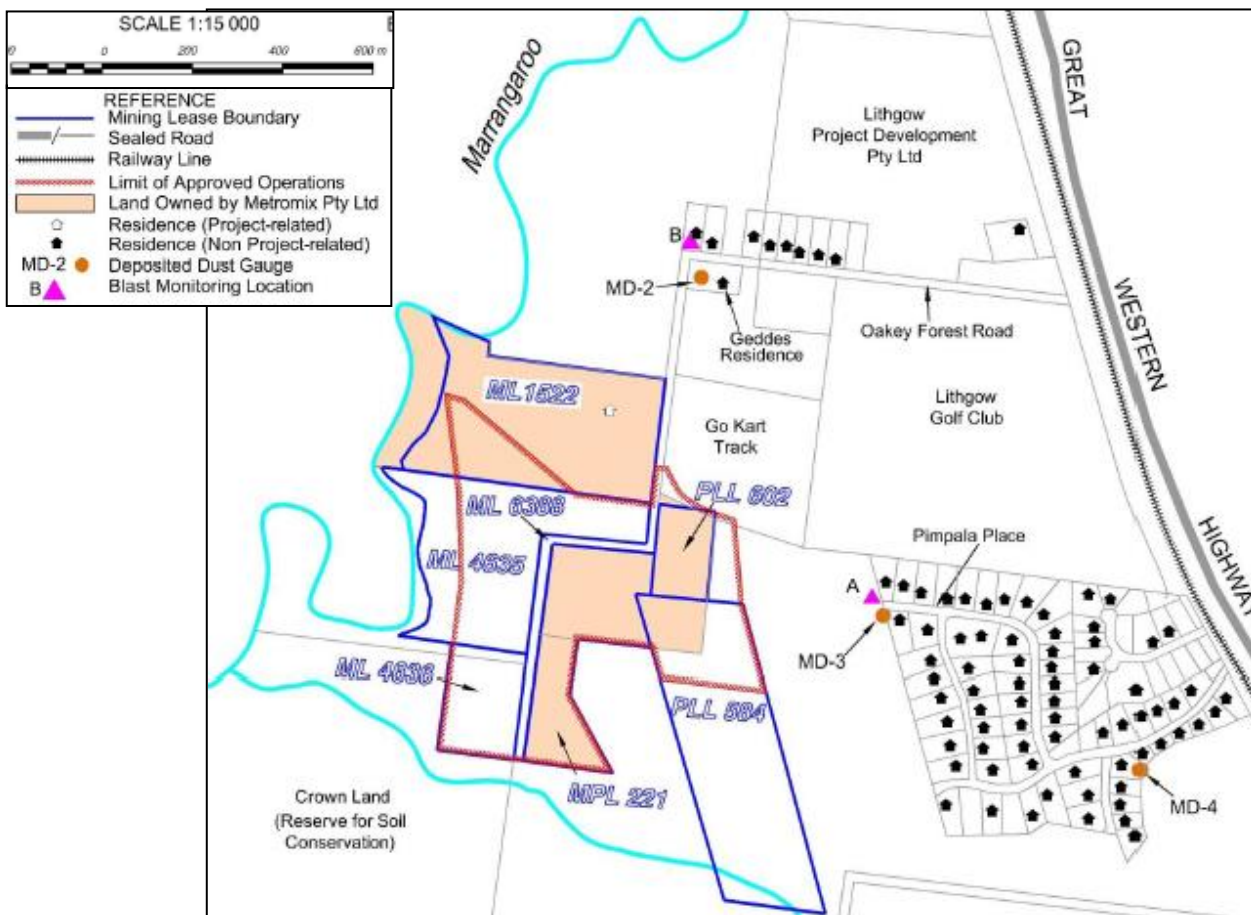 SCALE 1:15 000
0 0 200 400 600 m
REFERENCE
Mining Lease Boundary
Sealed Road
Railway Line
Limit of Approved Operations
Land Owned by Metromix Pty Ltd
Residence (Project-related)
Residence (Non Project-related)
MD-2 Deposited Dust Gauge
B Blast Monitoring Location
Marrangaroo
GREAT
WESTERN
HIGHWAY
Lithgow
Project Development
Pty Ltd
B
MD-2
Geddes
Residence
Oakey Forest Road
ML1522
Go Kart
Track
Lithgow
Golf Club
PLL 602
ML 6388
ML 4635
Pimpala Place
A
MD-3
ML 4636
PLL 584
MPL 221
MD-4
Crown Land
(Reserve for Soil
Conservation)